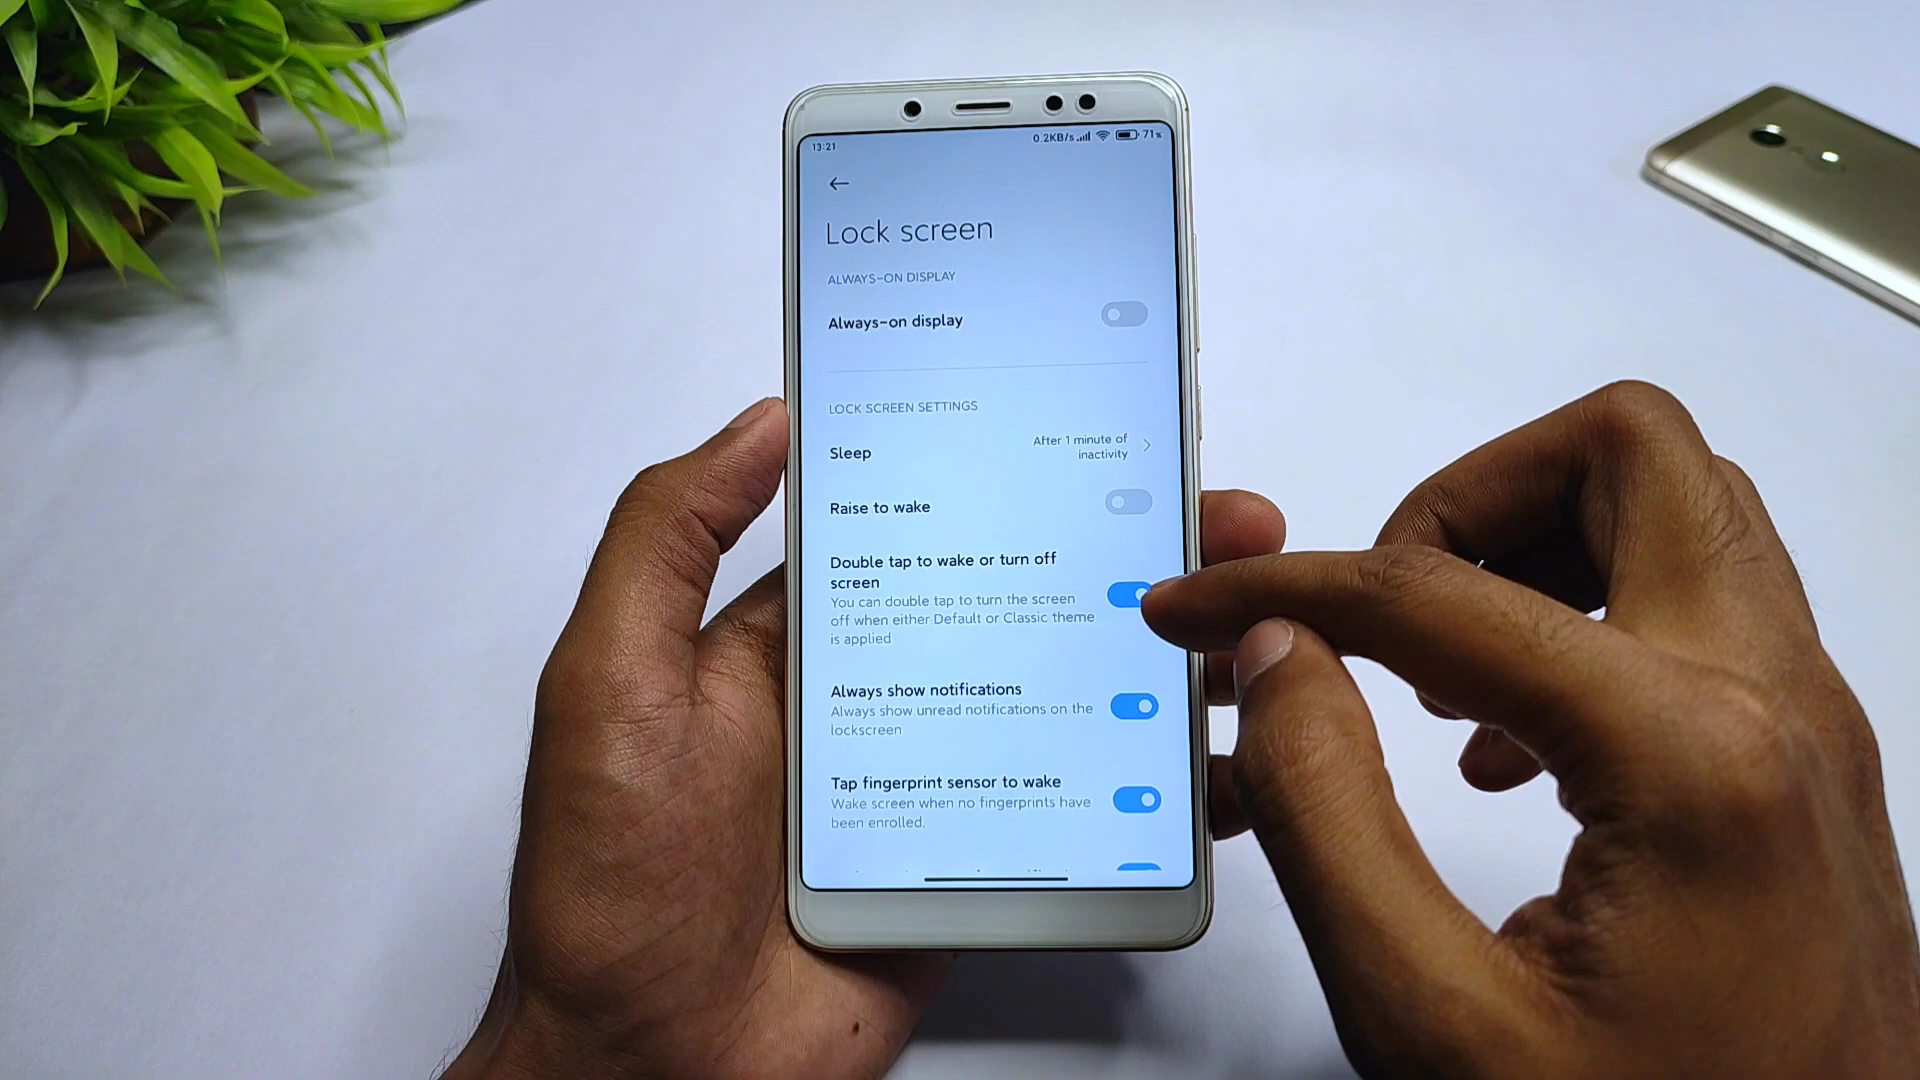 13:21
0.2KB/s
71%
Lock screen
ALWAYS-ON DISPLAY
Always-on display
LOCK SCREEN SETTINGS
Sleep
After 1 minute of
inactivity
Raise to wake
Double tap to wake or turn off
screen
You can double tap to turn the screen
off when either Default or Classic theme
is applied
Always show notifications
Always show unread notifications on the
lockscreen
Tap fingerprint sensor to wake
Wake screen when no fingerprints have
been enrolled.